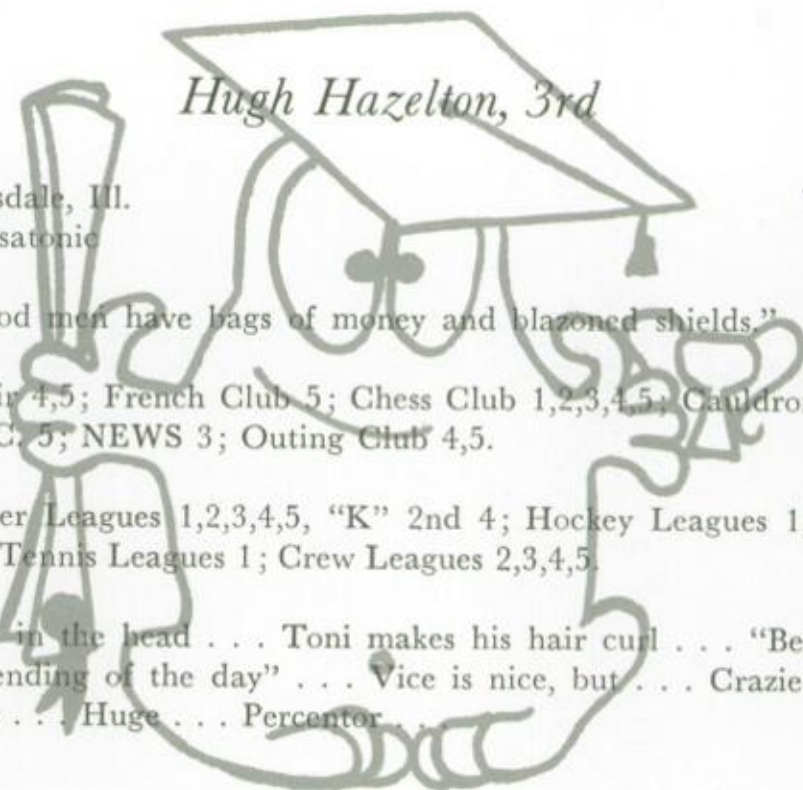 Hugh Hazelton, 3rd
sdale, Ill.
satonic
od men have bags of money and blazoned shields."
ir 4,5; French Club 5; Chess Club 1,2,3,4,5; Cauldro
C. 5; NEWS 3; Outing Club 4,5.
er Leagues 1,2,3,4,5, "K" 2nd 4; Hockey Leagues 1,
Tennis Leagues 1; Crew Leagues 2,3,4,5.
in the head . . . Toni makes his hair curl . . . "Be
ending of the day" . . . Vice is nice, but . . . Crazie
. . . Huge . . . Percentor . . .